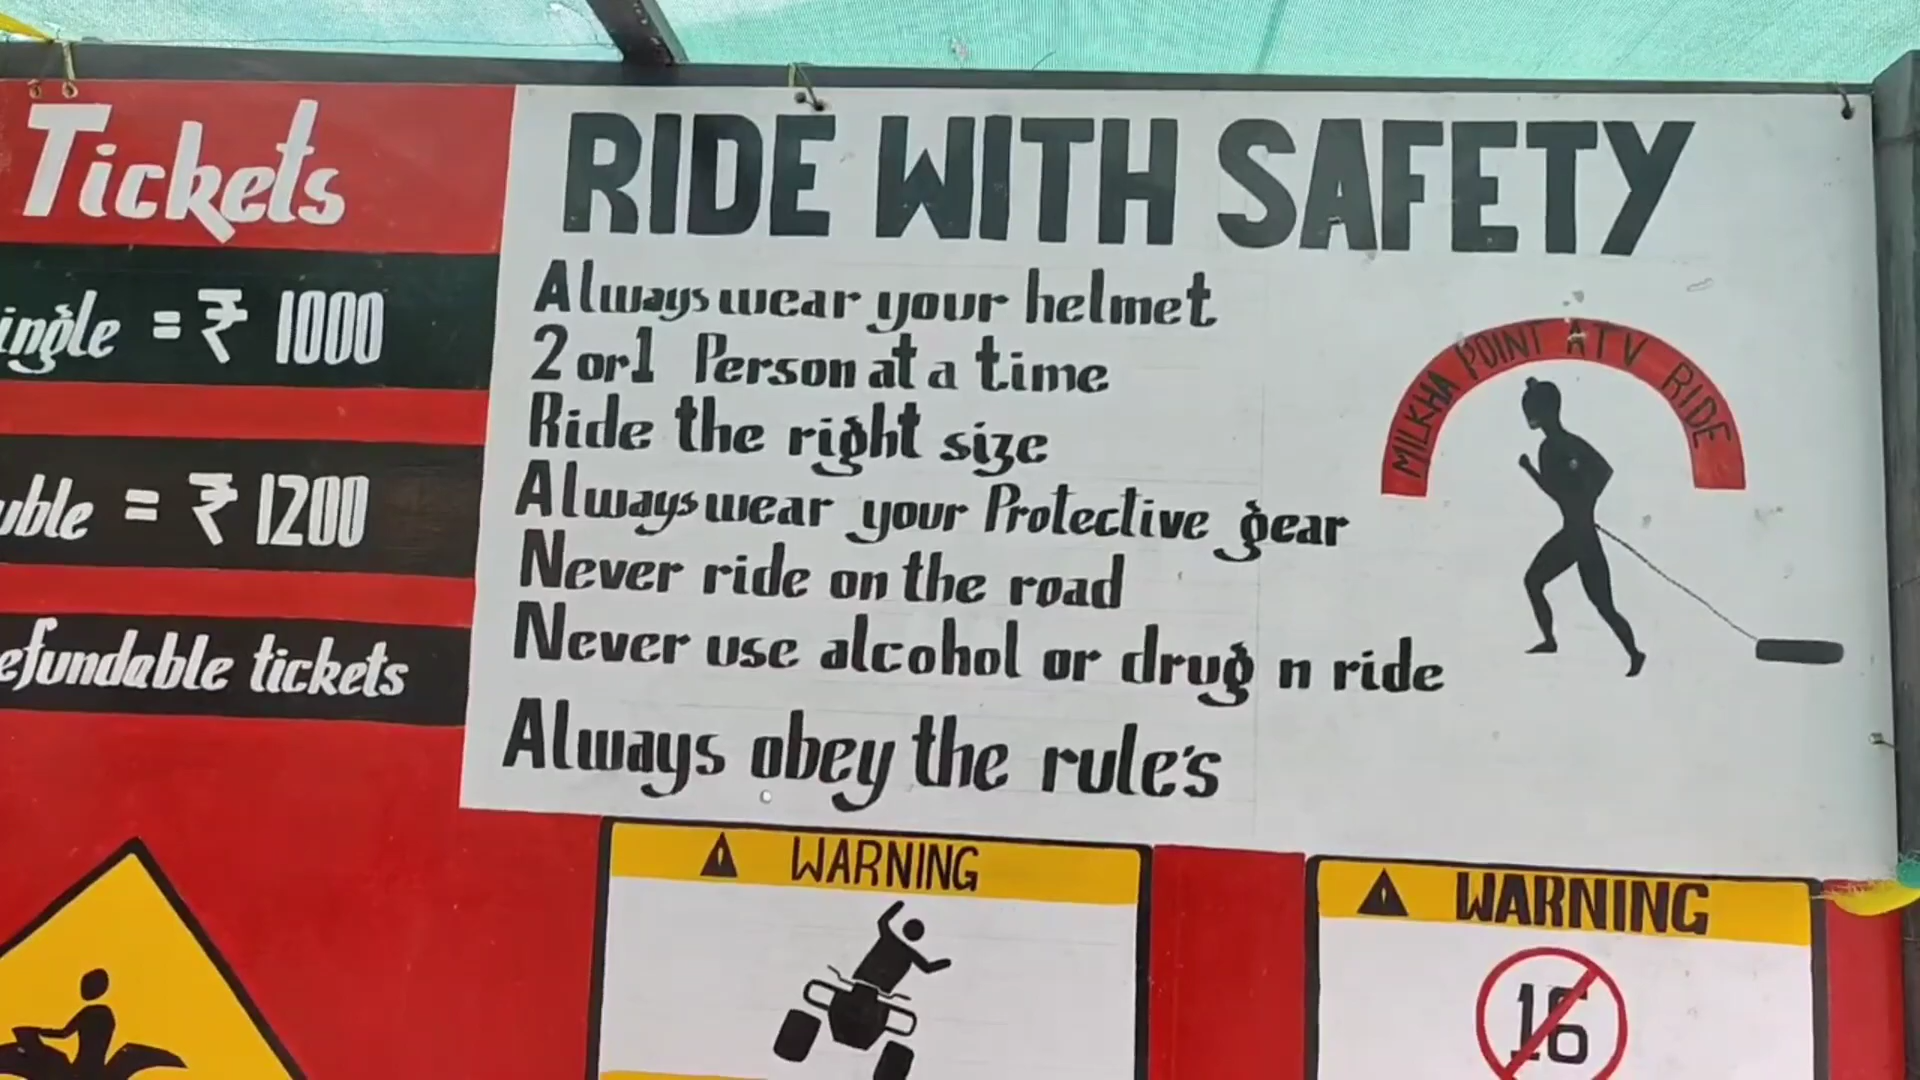 Tickets
ingle = ₹ 1000
uble = ₹ 1200
efundable tickets
RIDE WITH SAFETY
Always wear your helmet
2 or 1 Person at a time
Ride the right size
Always wear your Protective gear
Never ride on the road
Never use alcohol or drug n ride
Always obey the rule's
MILKHA POINT ATV RIDE
WARNING
WARNING
16